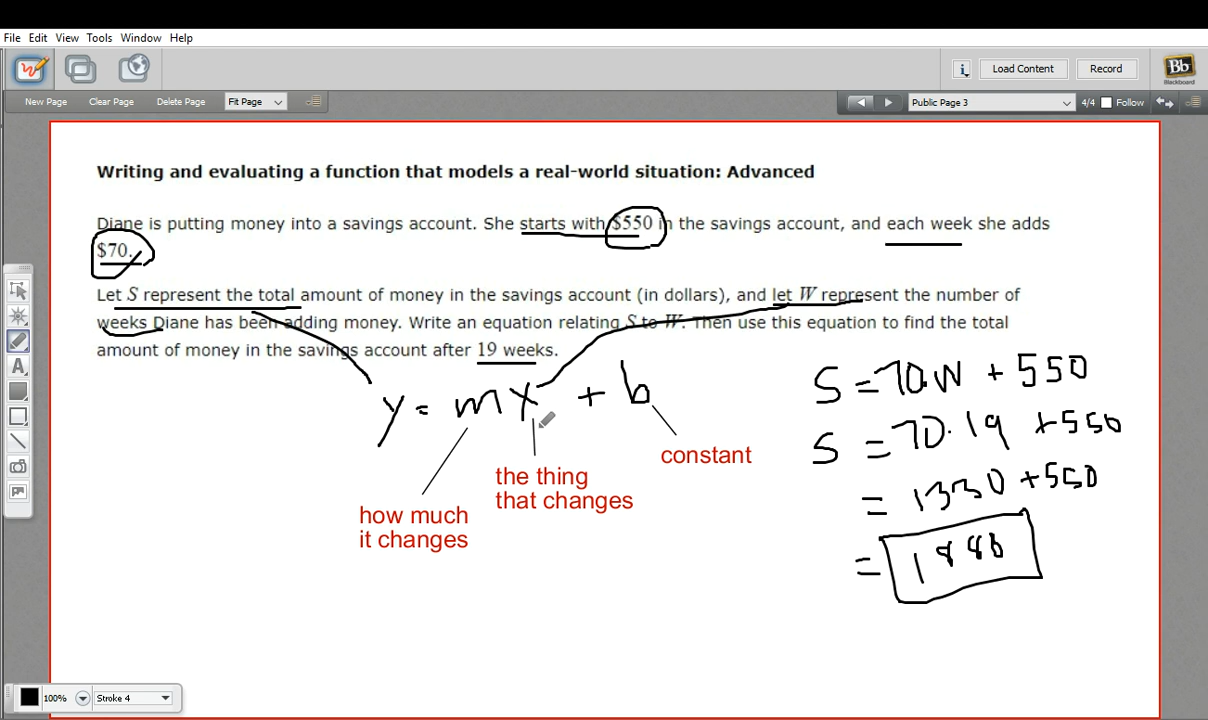 File Edit View Tools Window Help
i Load Content Record Bb
Blackboard
New Page Clear Page Delete Page Fit Page Public Page 3 4/4 Follow
Writing and evaluating a function that models a real-world situation: Advanced
Diane is putting money into a savings account. She starts with $550 in the savings account, and each week she adds
$70.
Let S represent the total amount of money in the savings account (in dollars), and let W represent the number of
weeks Diane has been adding money. Write an equation relating S to W. Then use this equation to find the total
amount of money in the savings account after 19 weeks.
y = mx + b
constant
the thing
that changes
how much
it changes
S = 70.W + 550
S = 70.19 + 550
= 1330 + 550
=
A
100% Stroke 4